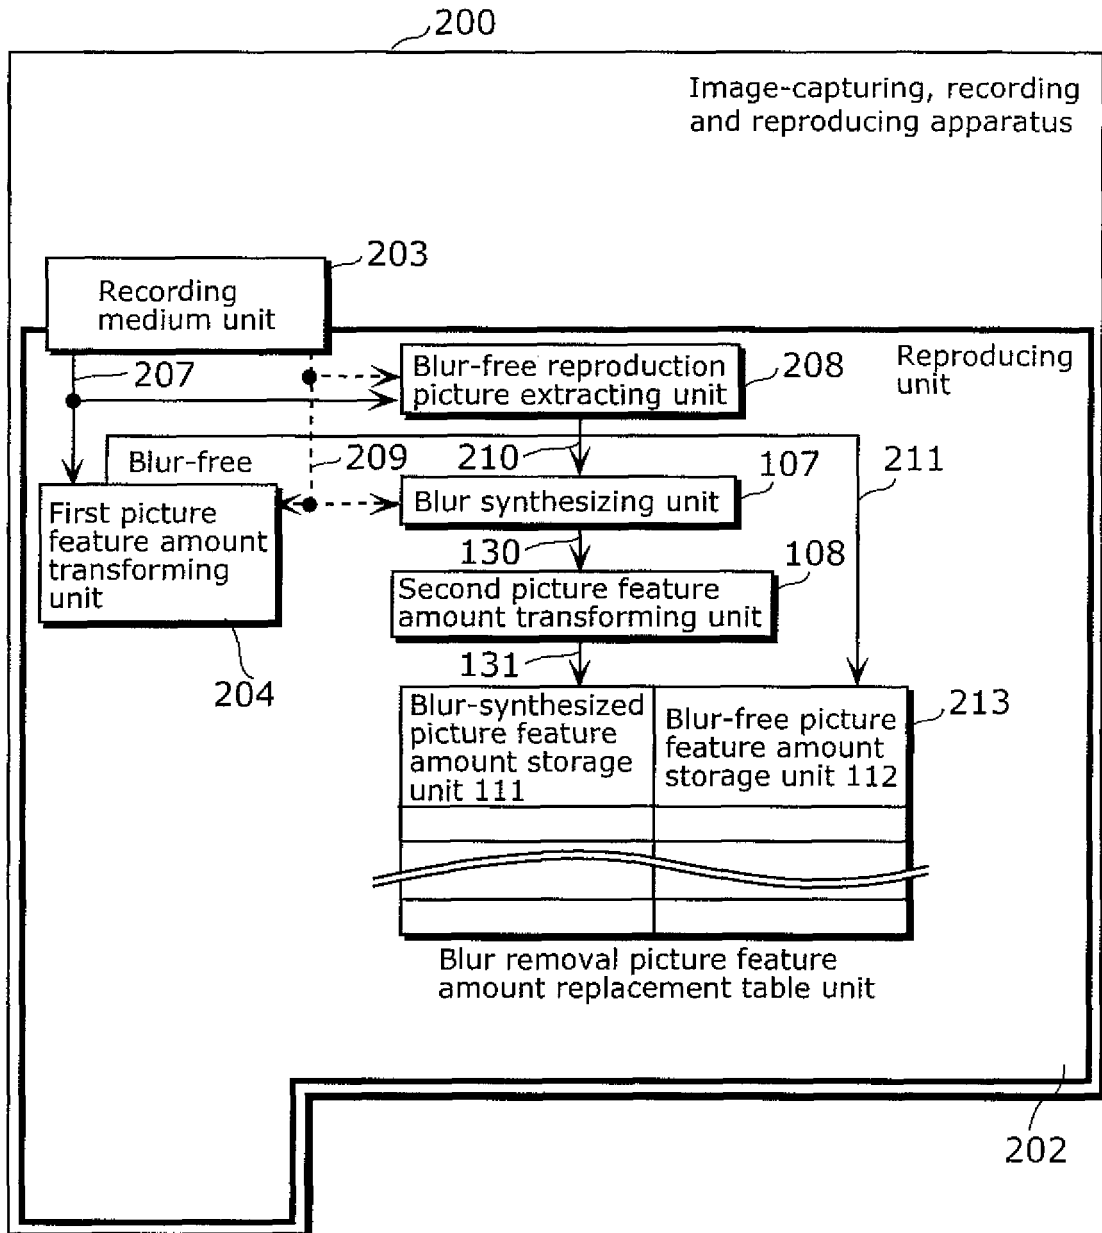 200
Image-capturing, recording
and reproducing apparatus
203
Recording
medium unit
Reproducing
unit
207
Blur-free reproduction
picture extracting unit
208
Blur-free
209
210
211
107
First picture
feature amount
transforming
unit
Blur synthesizing unit
130
108
Second picture feature
amount transforming unit
204
131
213
Blur-synthesized
picture feature
amount storage
unit 111
Blur-free picture
feature amount
storage unit 112
Blur removal picture feature
amount replacement table unit
202